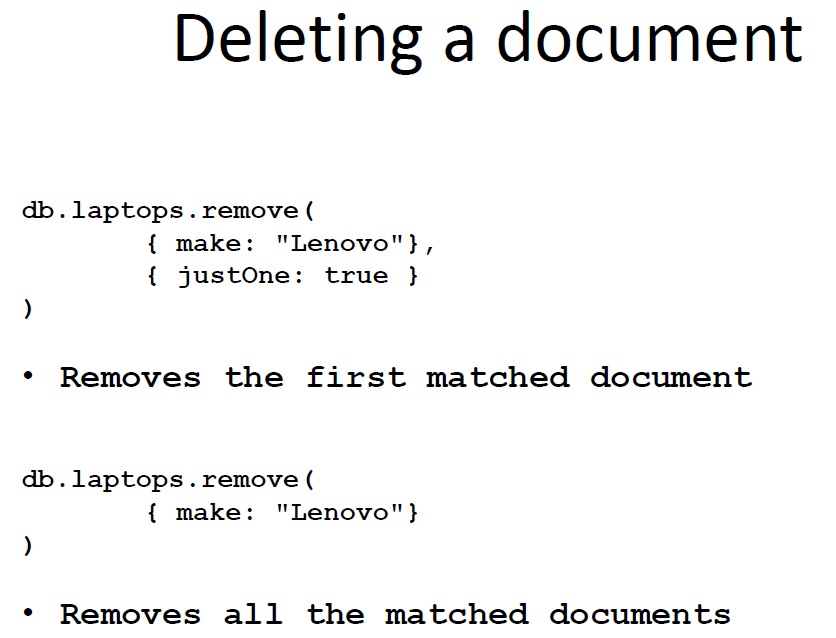 Deleting a document
db.laptops.remove(
{ make: "Lenovo"},
{ justOne: true }
)
• Removes the first matched document
db.laptops.remove(
{ make: "Lenovo"}
)
• Removes all the matched documents